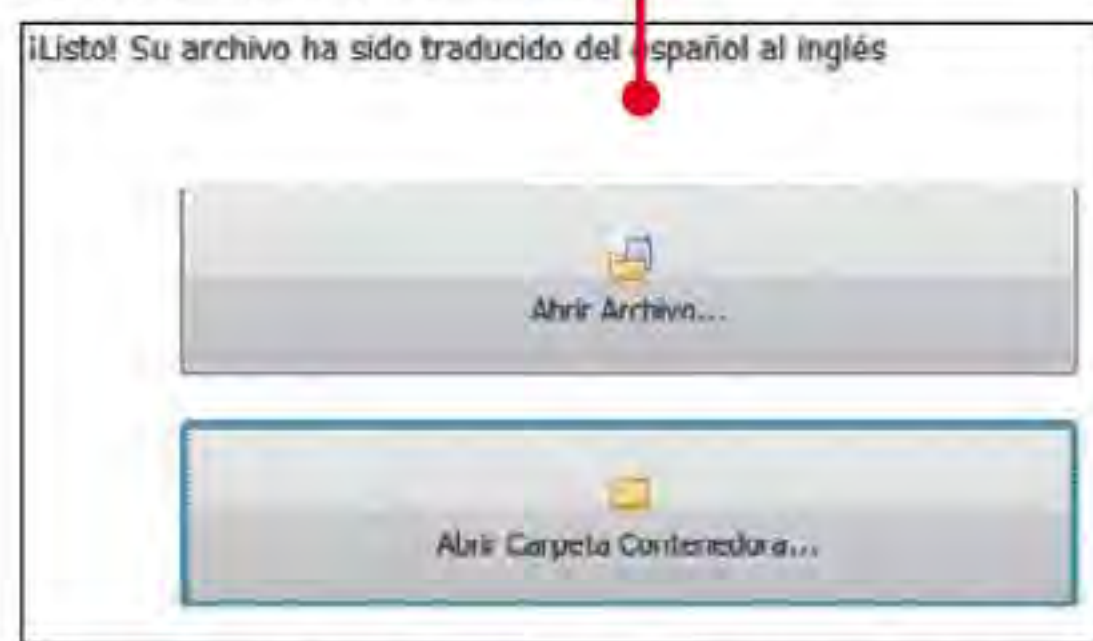 ¡Listo! Su archivo ha sido traducido del español al inglés
Abrir Archivo...
Abrir Carpeta Contenedora...